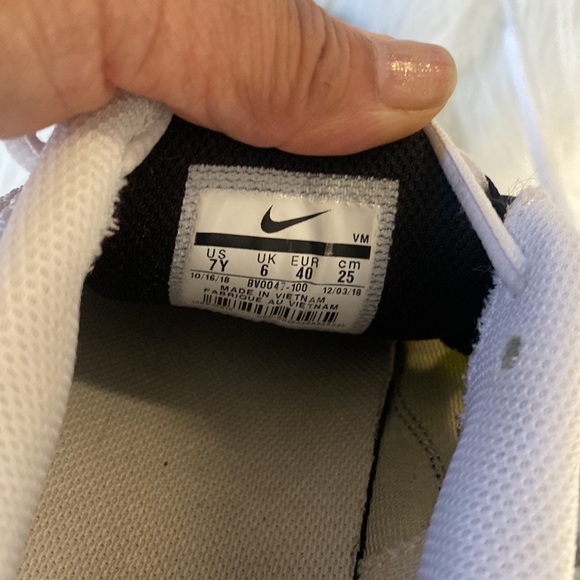 VM
US UK EUR cm
7Y 6 40 25
10/16/18 BV0047-100 12/03/18
MADE IN VIETNAM
FABRIQUE AU VIETNAM